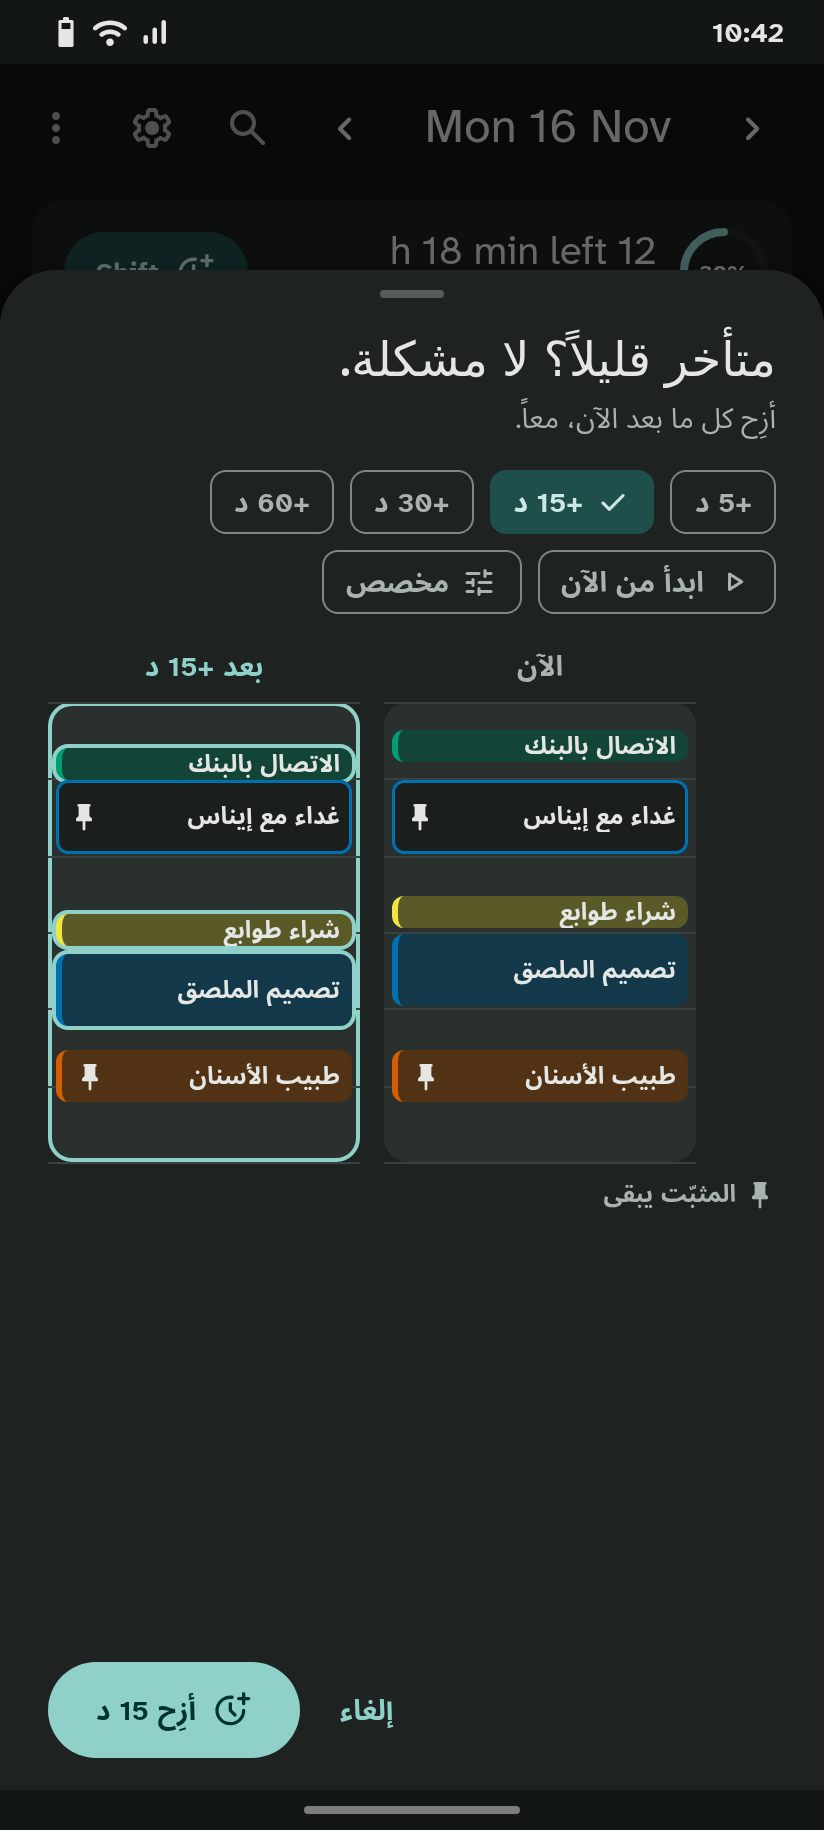 10:42
Mon 16 Nov
h 18 min left 12
متأخر قليلاً؟ لا مشكلة.
أزِح كل ما بعد الآن، معاً.
+5 د
+15 د
+30 د
+60 د
ابدأ من الآن
مخصص
الآن
الاتصال بالبنك
غداء مع إيناس
شراء طوابع
تصميم الملصق
طبيب الأسنان
بعد +15 د
الاتصال بالبنك
غداء مع إيناس
شراء طوابع
تصميم الملصق
طبيب الأسنان
المثبّت يبقى
إلغاء
أزِح 15 د